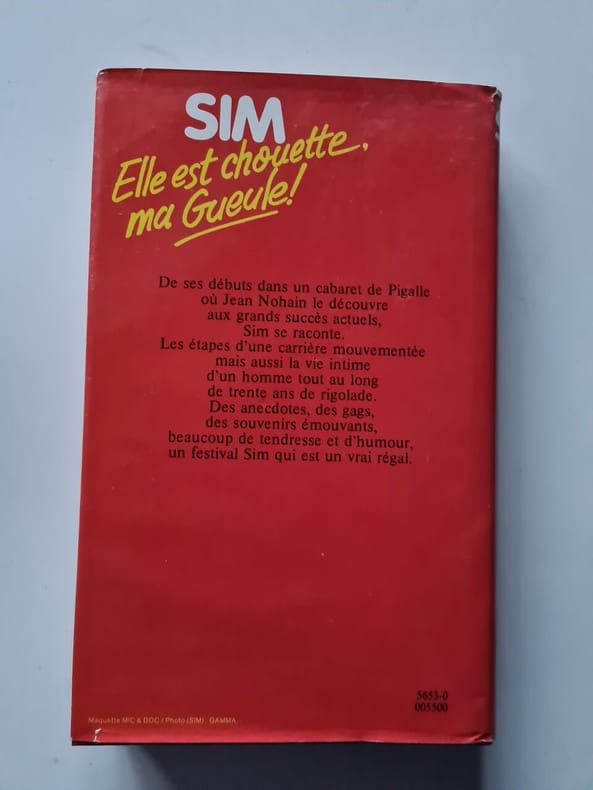 SIM
Elle est chouette,
ma Gueule!
De ses débuts dans un cabaret de Pigalle
où Jean Nohain le découvre
aux grands succès actuels,
Sim se raconte.
Les étapes d'une carrière mouvementée
mais aussi la vie intime
d'un homme tout au long
de trente ans de rigolade.
Des anecdotes, des gags,
des souvenirs émouvants,
beaucoup de tendresse et d'humour,
un festival Sim qui est un vrai régal.
5653-0
005500
Maquette MIC & DOC / Photo (SIM) GAMMA